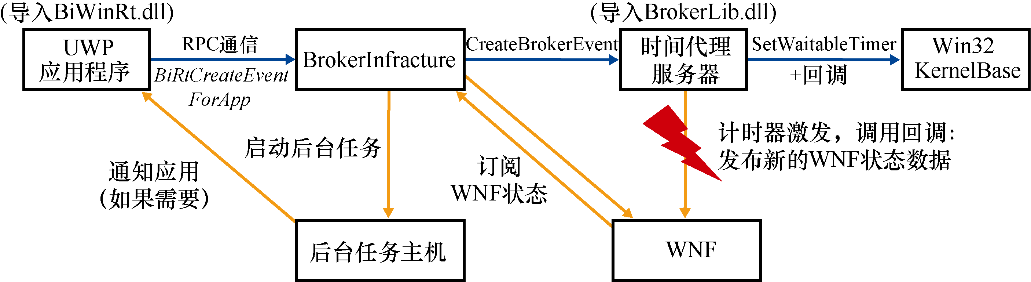 (导入BiWinRt.dll)
(导入BrokerLib.dll)
UWP
应用程序
RPC通信
BiRtCreateEvent
ForApp
BrokerInfracture
CreateBrokerEvent
时间代理
服务器
SetWaitableTimer
+回调
Win32
KernelBase
通知应用
(如果需要)
启动后台任务
订阅
WNF状态
计时器激发，调用回调：
发布新的WNF状态数据
后台任务主机
WNF